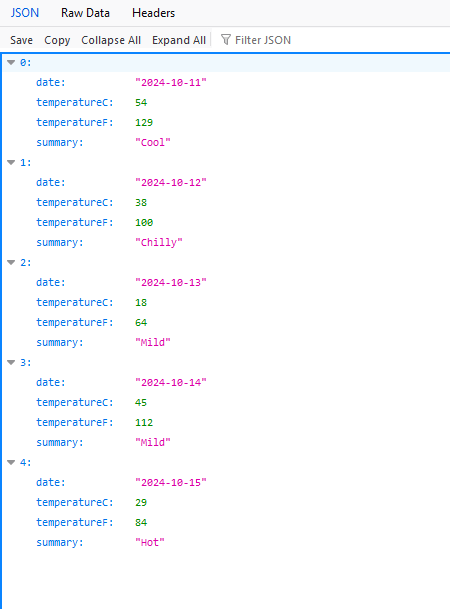 JSON Raw Data Headers
Save Copy Collapse All Expand All Filter JSON
0:
date: "2024-10-11"
temperatureC: 54
temperatureF: 129
summary: "Cool"
1:
date: "2024-10-12"
temperatureC: 38
temperatureF: 100
summary: "Chilly"
2:
date: "2024-10-13"
temperatureC: 18
temperatureF: 64
summary: "Mild"
3:
date: "2024-10-14"
temperatureC: 45
temperatureF: 112
summary: "Mild"
4:
date: "2024-10-15"
temperatureC: 29
temperatureF: 84
summary: "Hot"